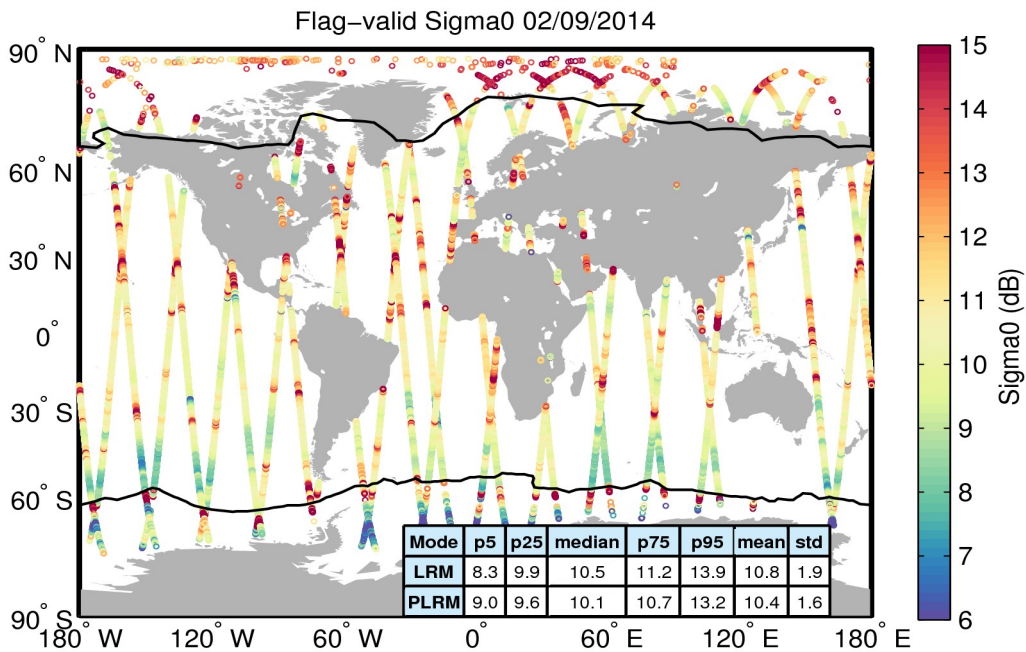 Flag−valid Sigma0 02/09/2014
90° N
60° N
30° N
0°
30° S
60° S
90° S
180° W
120° W
60° W
0°
60° E
120° E
180° E
Mode p5 p25 median p75 p95 mean std
LRM 8.3 9.9 10.5 11.2 13.9 10.8 1.9
PLRM 9.0 9.6 10.1 10.7 13.2 10.4 1.6
15
14
13
12
11
10
9
8
7
6
Sigma0 (dB)